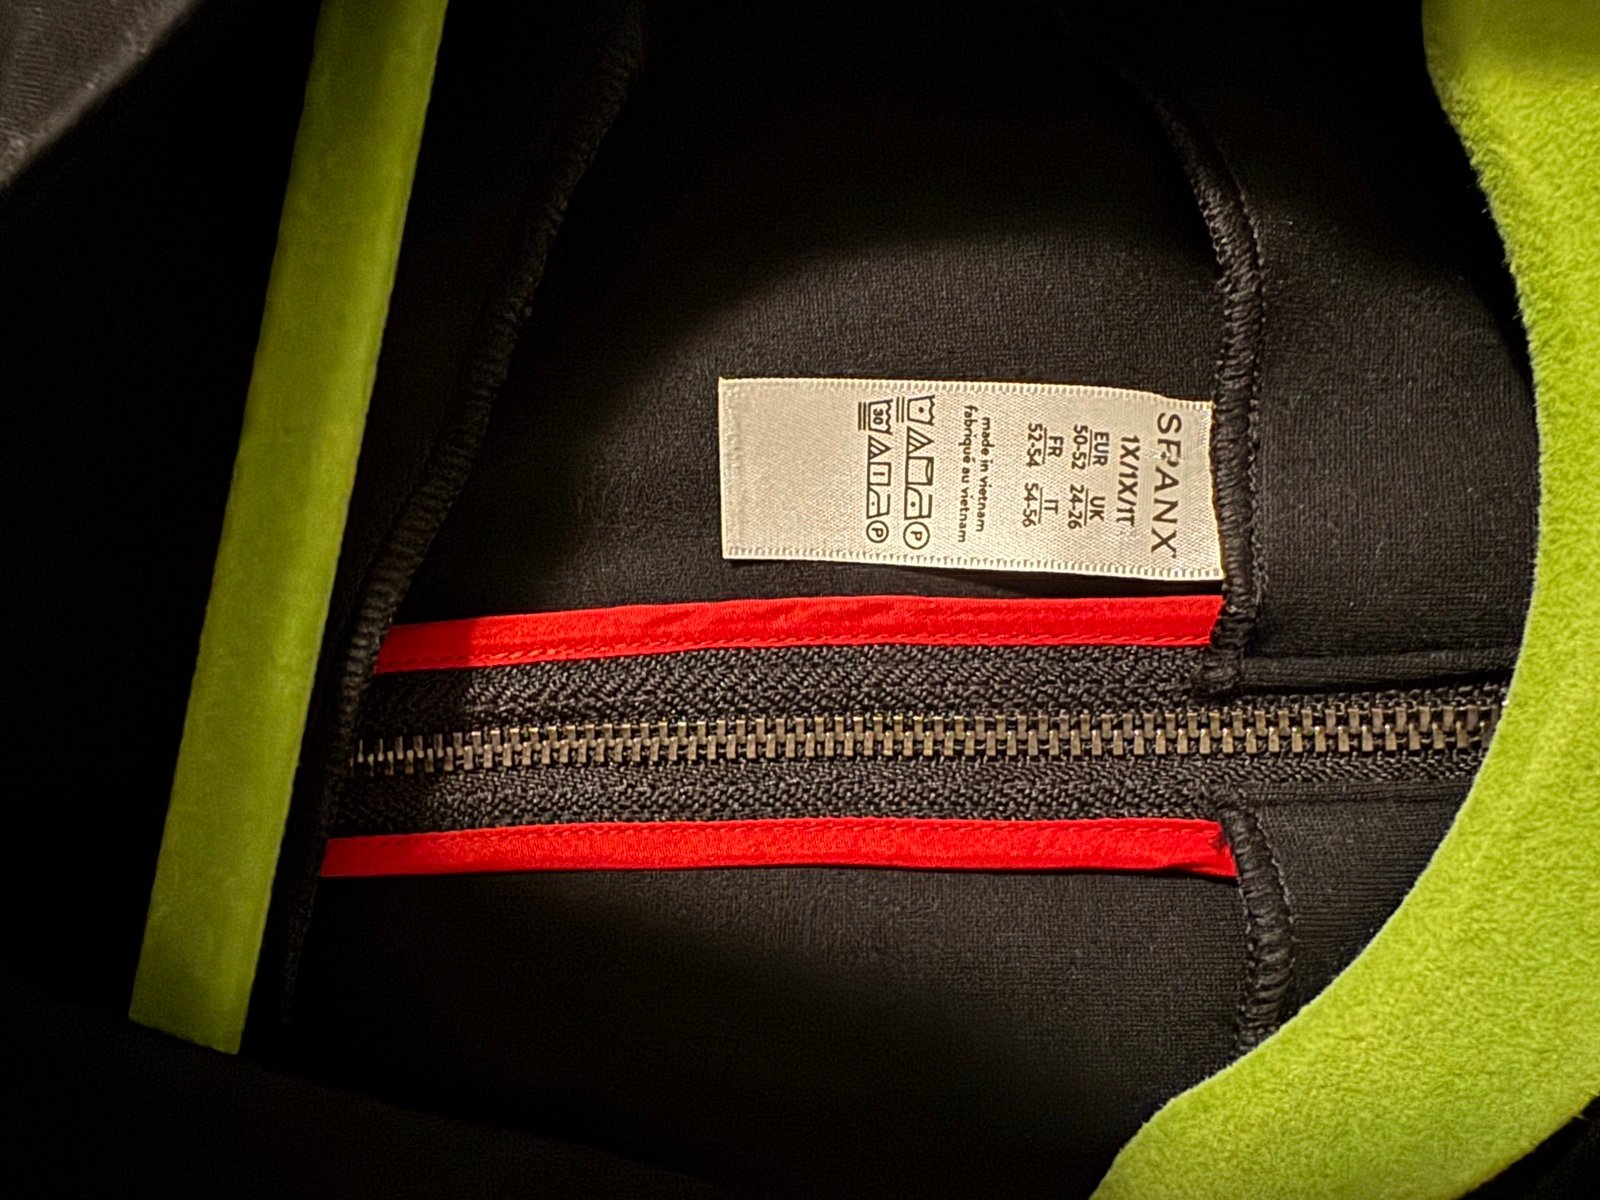 SPANX
1X/1X/1T
EUR UK
50-52 24-26
FR IT
52-54 54-56
made in vietnam
fabriqué au vietnam
P
30 P